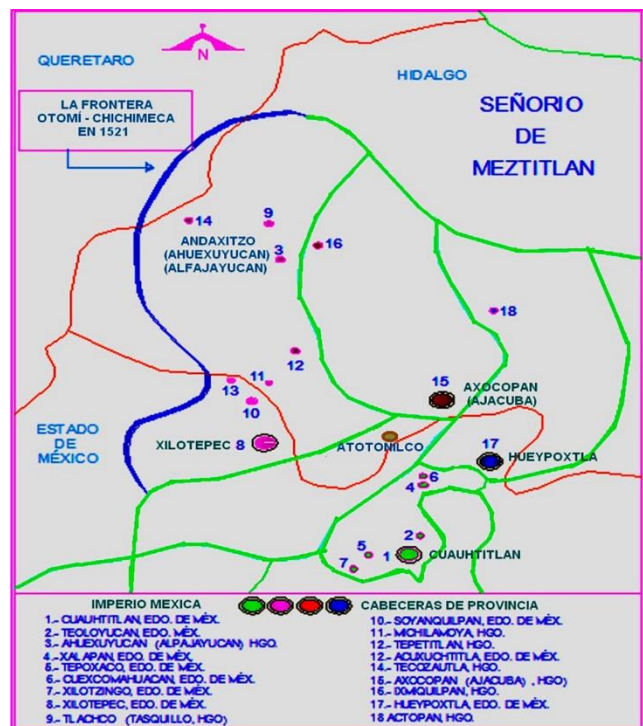 QUERETARO
N
HIDALGO
LA FRONTERA
OTOMÍ - CHICHIMECA
EN 1521
SEÑORIO
DE
MEZTITLAN
14
9
ANDAXITZO
(AHUEXUYUCAN)
(ALFAJAYUCAN)
3
16
18
12
13
11
10
15
AXOCOPAN
(AJACUBA)
ESTADO
DE
MÉXICO
XILOTEPEC 8
ATOTONILCO
17
HUEYPOXTLA
6
4
2
5
1
CUAUHTITLAN
7
IMPERIO MEXICA
CABECERAS DE PROVINCIA
1.- CUAUHTITLAN, EDO. DE MÉX.
2.- TEOLOYUCAN, EDO. MÉX.
3.- AHUEXUYUCAN (ALPAJAYUCAN) HGO.
4.- XALAPAN, EDO. DE MÉX.
5.- TEPOXACO, EDO. DE MÉX.
6.- CUEXCOMAHUACAN, EDO. DE MÉX.
7.- XILOTZINGO, EDO. DE MÉX.
8.- XILOTEPEC, EDO. DE MÉX.
9.- TLACHCO (TASQUILLO, HGO)
10.- SOYANQUILPAN, EDO. DE MÉX.
11.- MICHILAMOYA, HGO.
12.- TEPETITLAN, HGO.
13.- ACUXUCHTITLA, EDO. DE MÉX.
14.- TECOZAUTLA, HGO.
15.- AXOCOPAN (AJACUBA) , HGO)
16.- IXMIQUILPAN, HGO.
17.- HUEYPOXTLA, EDO. DE MÉX.
18 ACTOPAN, HGO.